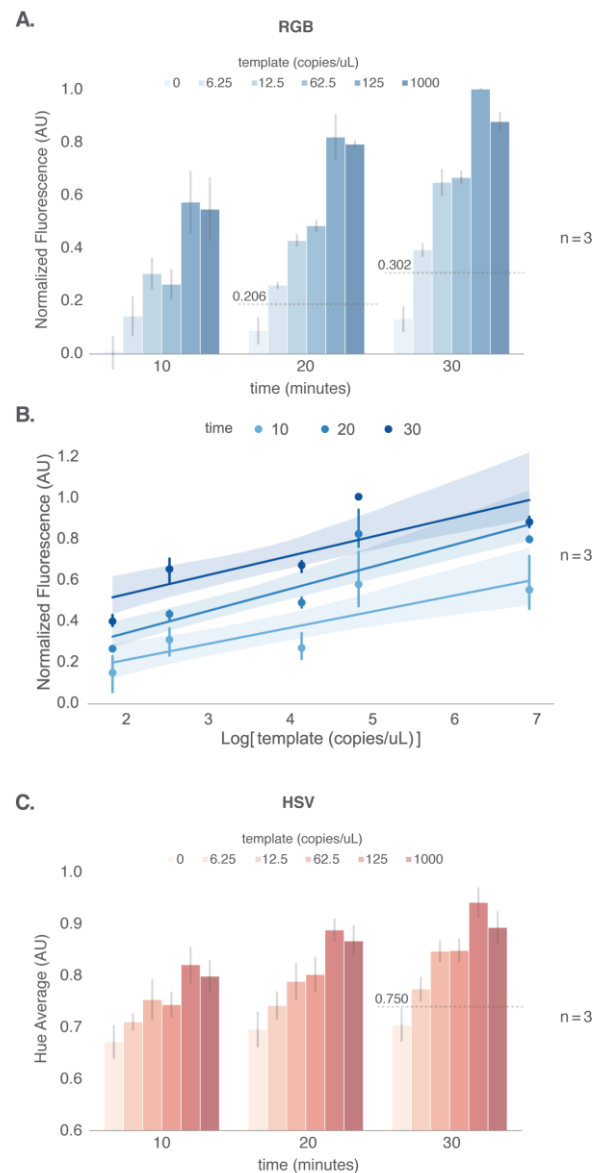 A.
RGB
template (copies/uL)
0 6.25 12.5 62.5 125 1000
Normalized Fluorescence (AU)
1.0
0.8
0.6
0.4
0.2
0.0
0.206
0.302
n = 3
10 20 30
time (minutes)
B.
time 10 20 30
Normalized Fluorescence (AU)
1.2
1.0
0.8
0.6
0.4
0.2
0.0
n = 3
2 3 4 5 6 7
Log[template (copies/uL)]
C.
HSV
template (copies/uL)
0 6.25 12.5 62.5 125 1000
Hue Average (AU)
1.0
0.9
0.8
0.7
0.6
0.6
0.750
n = 3
10 20 30
time (minutes)